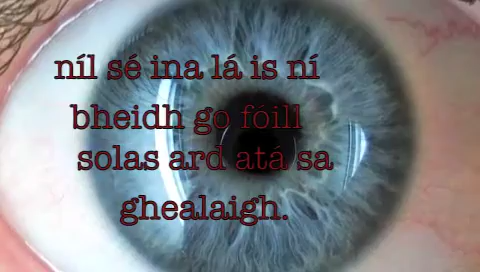 níl sé ina lá is ní
bheidh go fóill
solas ard atá sa
ghealaigh.